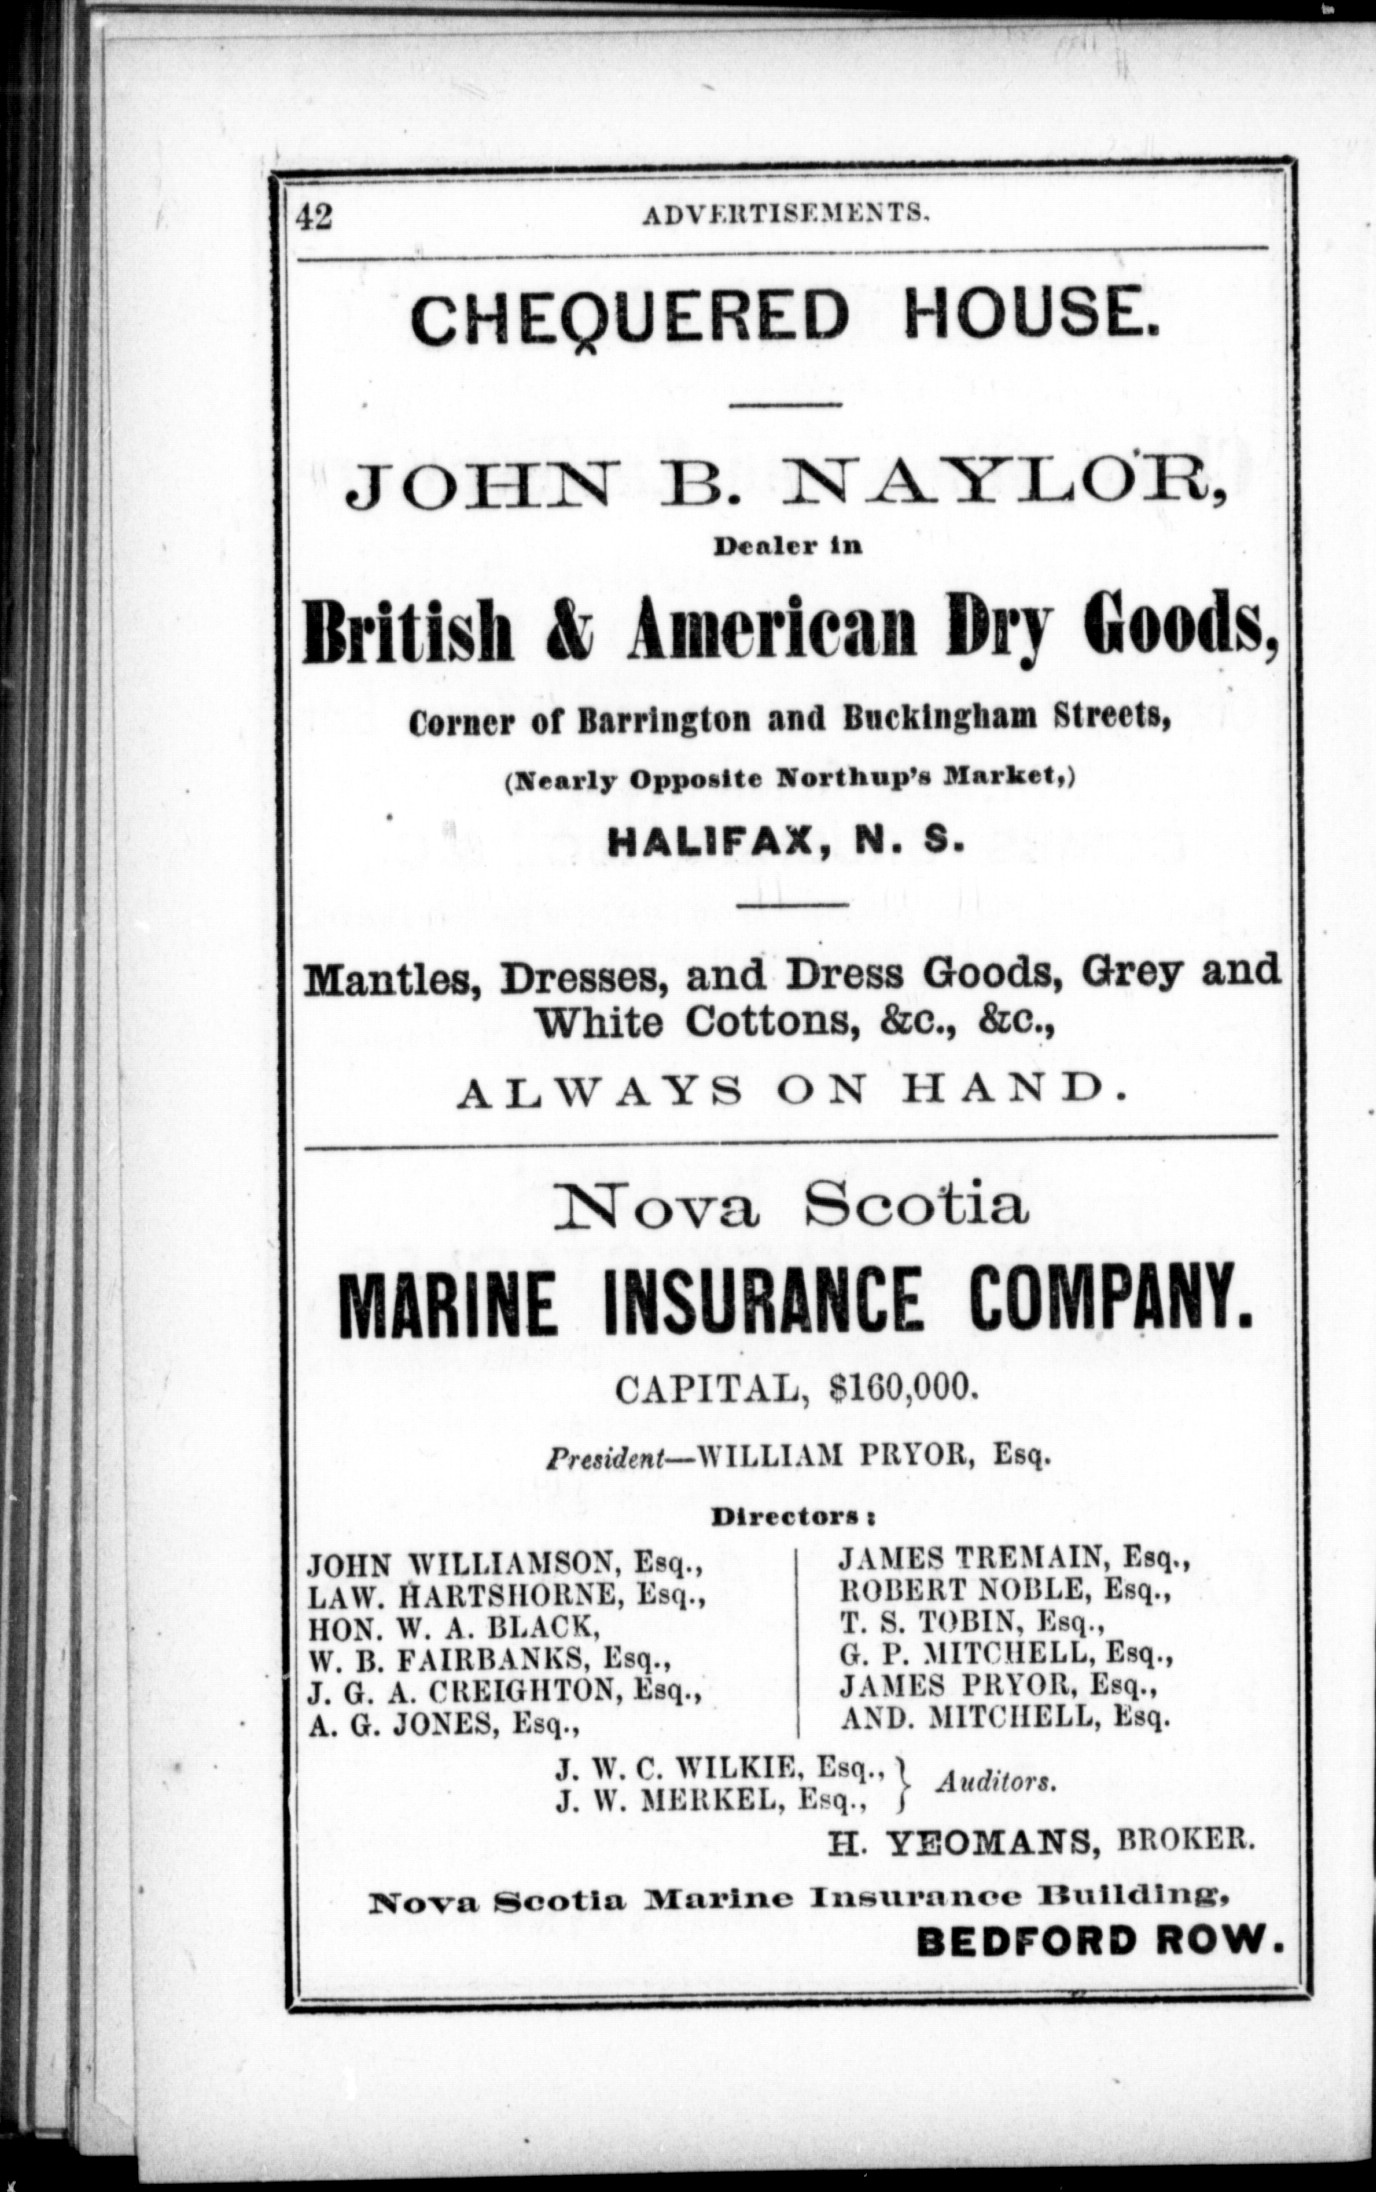 42 ADVERTISEMENTS.
CHEQUERED HOUSE.
JOHN B. NAYLOR,
Dealer in
British & American Dry Goods,
Corner of Barrington and Buckingham Streets,
(Nearly Opposite Northup's Market,)
HALIFAX, N. S.
Mantles, Dresses, and Dress Goods, Grey and
White Cottons, &c., &c.,
ALWAYS ON HAND.
Nova Scotia
MARINE INSURANCE COMPANY.
CAPITAL, $160,000.
President—WILLIAM PRYOR, Esq.
Directors:
JOHN WILLIAMSON, Esq.,
LAW. HARTSHORNE, Esq.,
HON. W. A. BLACK,
W. B. FAIRBANKS, Esq.,
J. G. A. CREIGHTON, Esq.,
A. G. JONES, Esq.,
JAMES TREMAIN, Esq.,
ROBERT NOBLE, Esq.,
T. S. TOBIN, Esq.,
G. P. MITCHELL, Esq.,
JAMES PRYOR, Esq.,
AND. MITCHELL, Esq.
J. W. C. WILKIE, Esq.,
J. W. MERKEL, Esq., } Auditors.
H. YEOMANS, BROKER.
Nova Scotia Marine Insurance Building,
BEDFORD ROW.